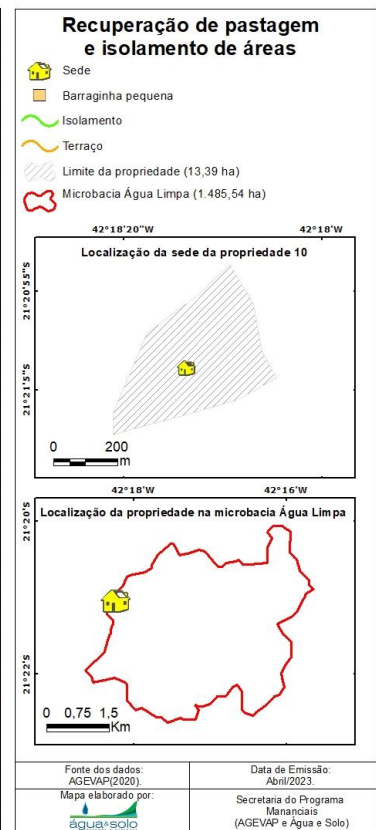 Recuperação de pastagem
e isolamento de áreas
Sede
Barraginha pequena
Isolamento
Terraço
Limite da propriedade (13,39 ha)
Microbacia Água Limpa (1.485,54 ha)
42°18'20"W 42°18'W
Localização da sede da propriedade 10
21°20'55"S
21°21'5"S
0 200
m
42°18'W 42°16'W
Localização da propriedade na microbacia Água Limpa
21°20'S
21°22'S
0 0,75 1,5
Km
Fonte dos dados:
AGEVAP(2020).
Data de Emissão:
Abril/2023.
Mapa elaborado por:
água&solo
Secretaria do Programa
Mananciais
(AGEVAP e Água e Solo)